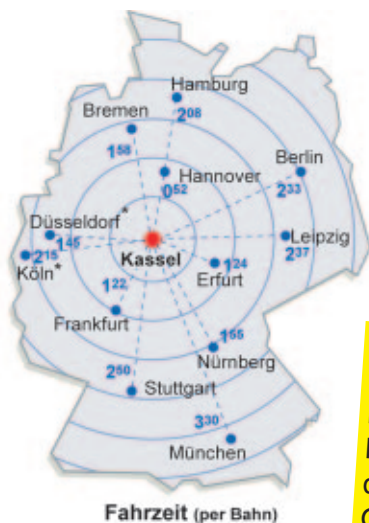 Hamburg
2⁰⁸
Bremen
1⁵⁸
Hannover
0⁵²
Berlin
2³³
Düsseldorf*
1⁴⁵
Leipzig
2³⁷
Kassel
2¹⁵
Köln*
1²⁴
Erfurt
1²²
Frankfurt
1⁵⁵
Nürnberg
2⁵⁰
Stuttgart
3³⁰
München
Fahrzeit (per Bahn)